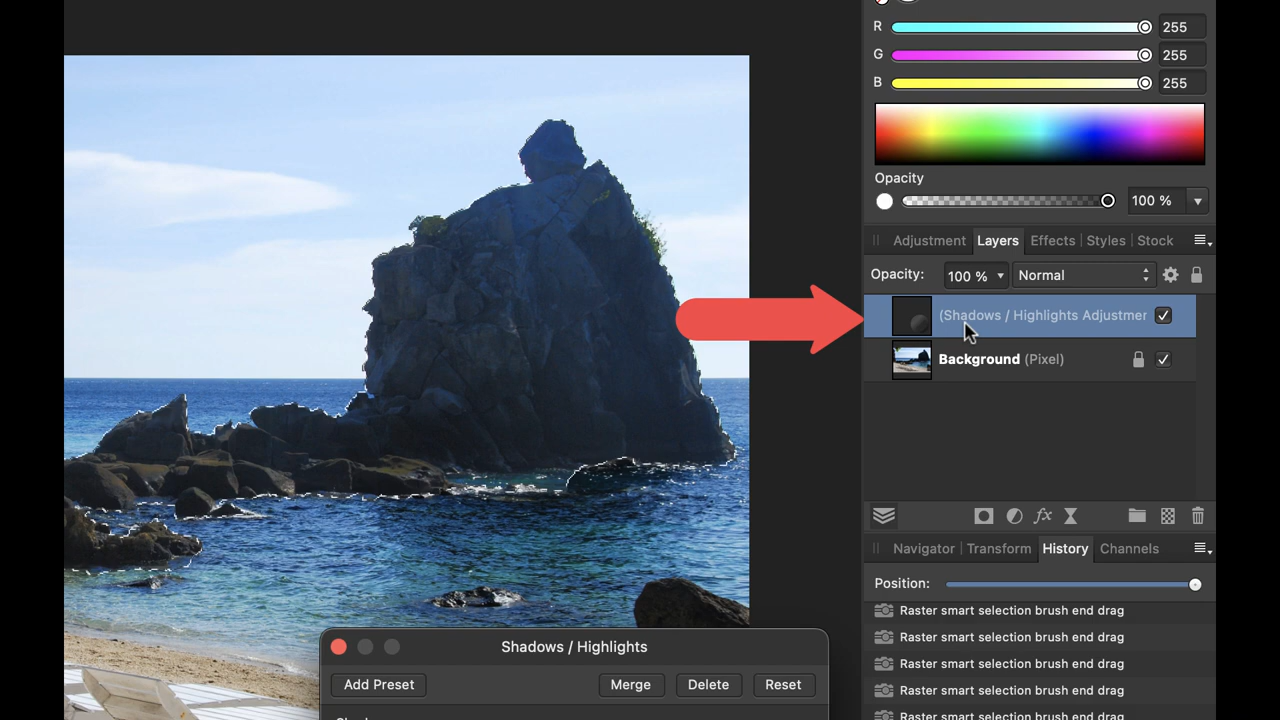 R 255
G 255
B 255
Opacity
100 %
Adjustment Layers Effects Styles Stock
Opacity: 100 % Normal
(Shadows / Highlights Adjustmer
Background (Pixel)
fx
Navigator Transform History Channels
Position:
Raster smart selection brush end drag
Raster smart selection brush end drag
Raster smart selection brush end drag
Raster smart selection brush end drag
Raster smart selection brush end drag
Shadows / Highlights
Add Preset Merge Delete Reset